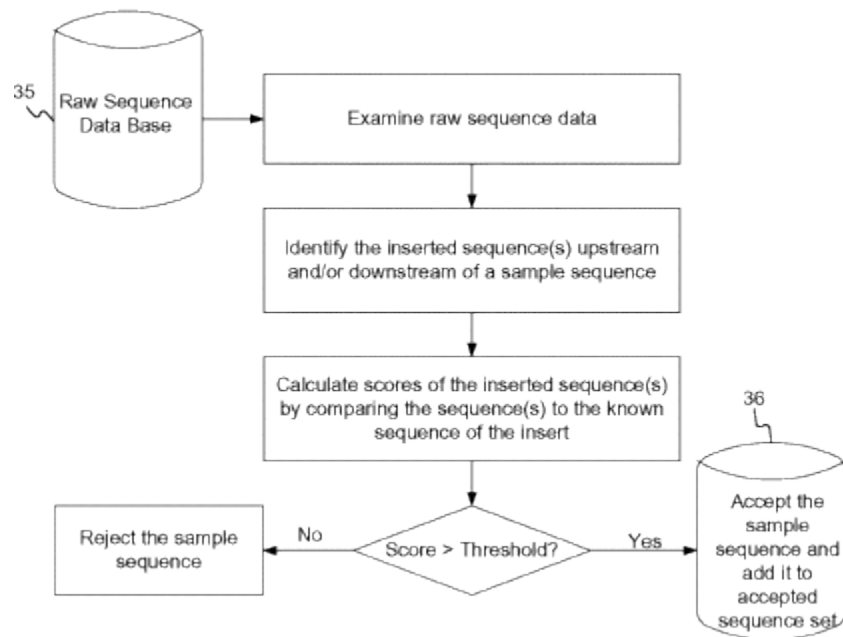 35
Raw Sequence
Data Base
Examine raw sequence data
Identify the inserted sequence(s) upstream
and/or downstream of a sample sequence
Calculate scores of the inserted sequence(s)
by comparing the sequence(s) to the known
sequence of the insert
36
Reject the sample
sequence
No
Score > Threshold?
Yes
Accept the
sample
sequence and
add it to
accepted
sequence set